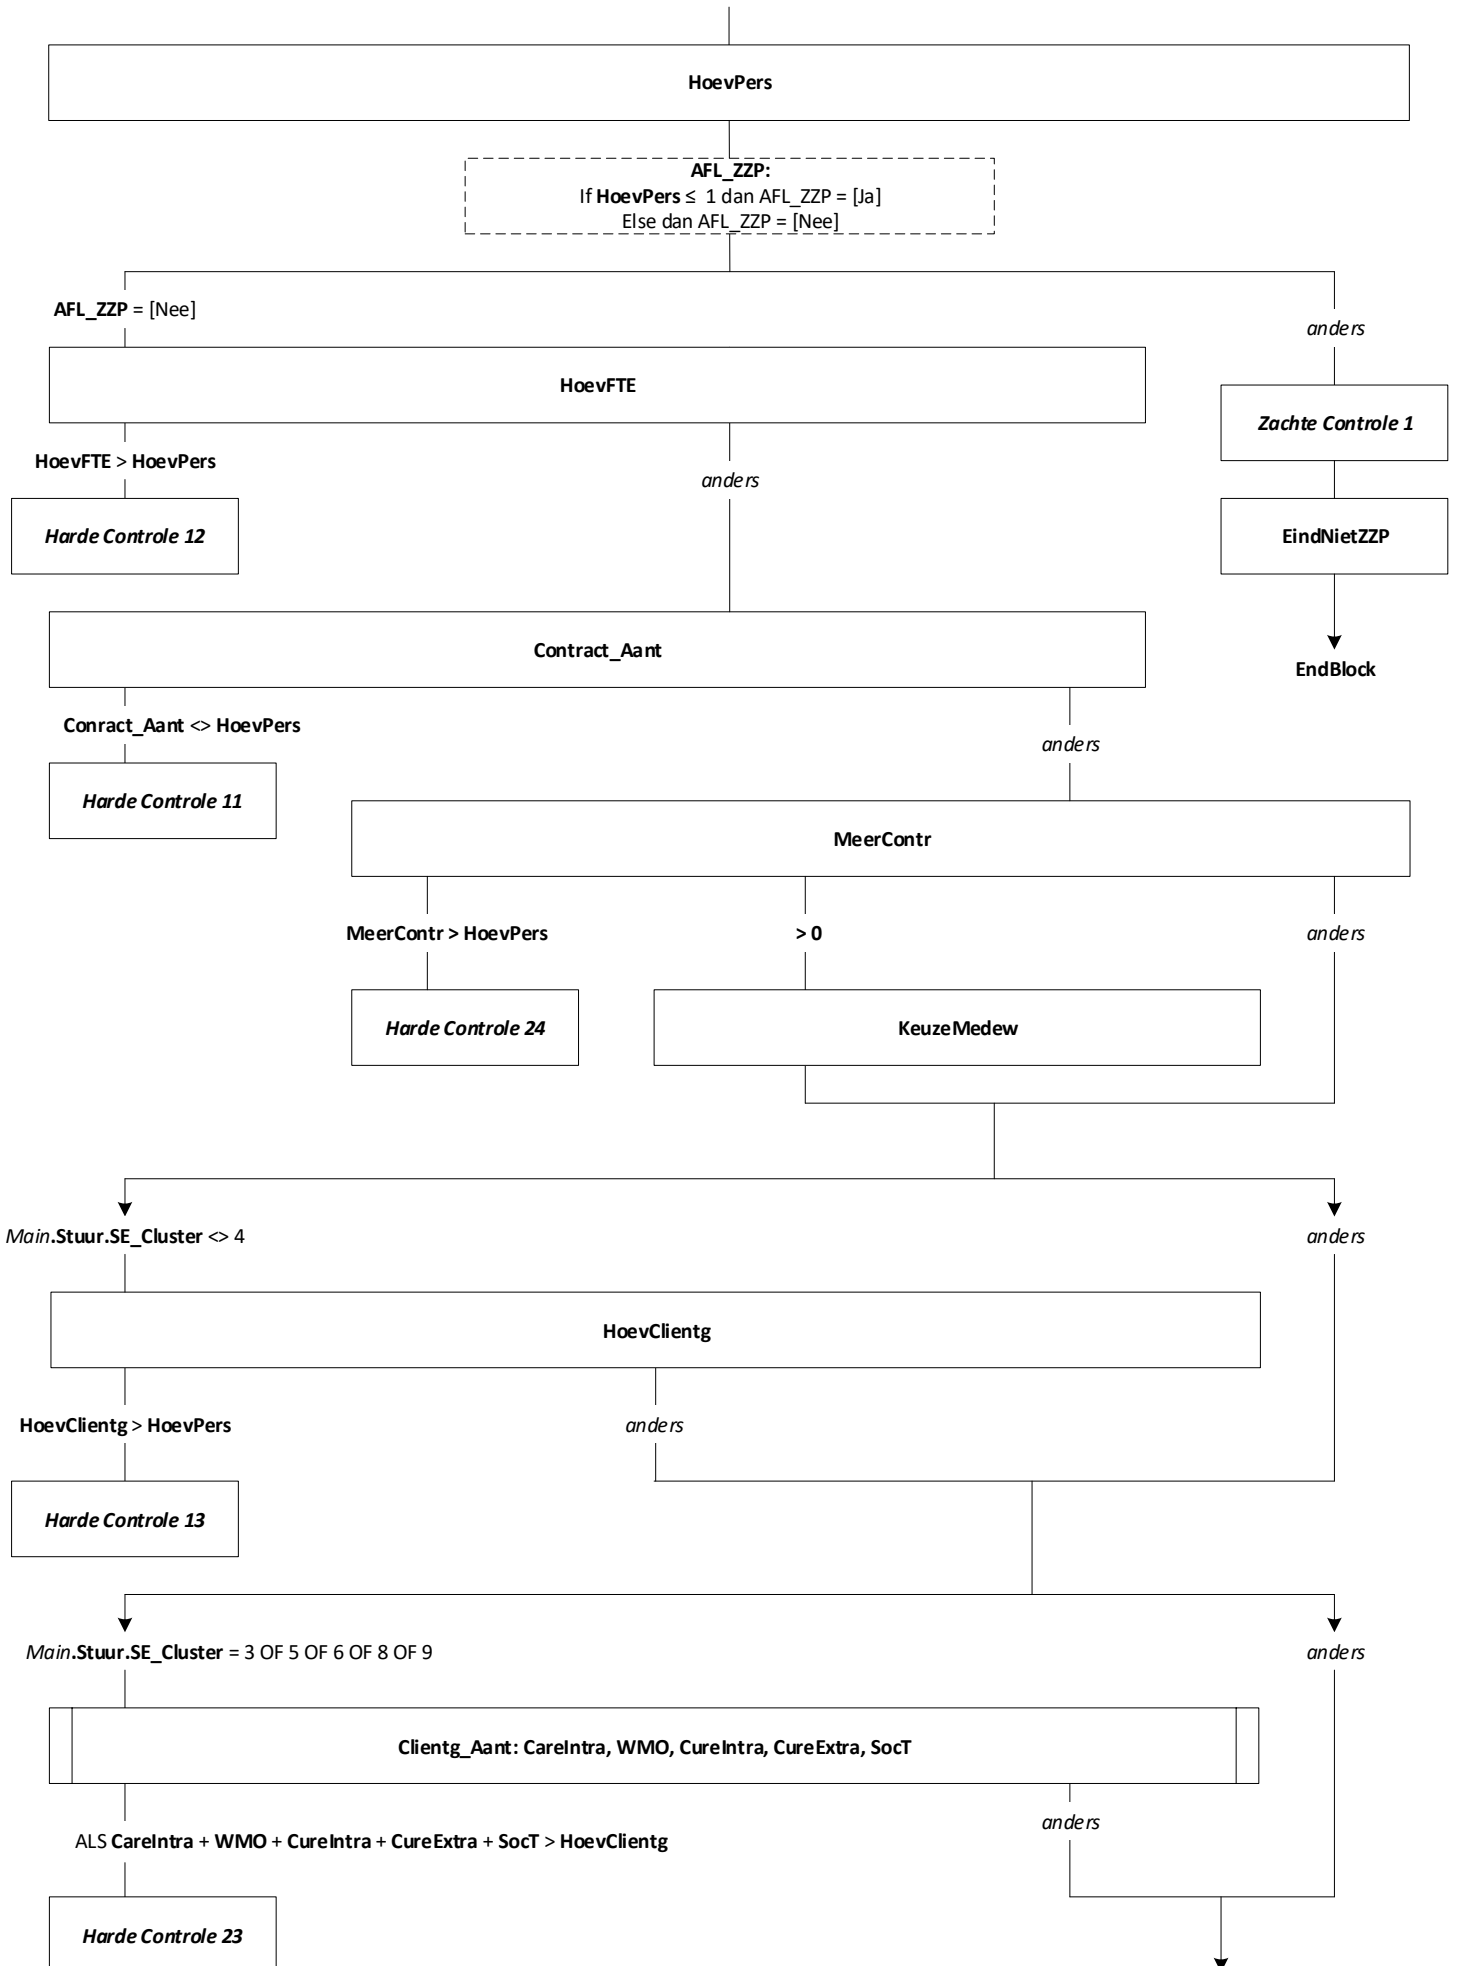 HoevPers
AFL_ZZP:
If HoevPers ≤ 1 dan AFL_ZZP = [Ja]
Else dan AFL_ZZP = [Nee]
AFL_ZZP = [Nee]
anders
HoevFTE
Zachte Controle 1
HoevFTE > HoevPers
anders
Harde Controle 12
EindNietZZP
Contract_Aant
EndBlock
Conract_Aant <> HoevPers
anders
Harde Controle 11
MeerContr
MeerContr > HoevPers
> 0
anders
Harde Controle 24
KeuzeMedew
Main.Stuur.SE_Cluster <> 4
anders
HoevClientg
HoevClientg > HoevPers
anders
Harde Controle 13
Main.Stuur.SE_Cluster = 3 OF 5 OF 6 OF 8 OF 9
anders
Clientg_Aant: CareIntra, WMO, CureIntra, CureExtra, SocT
anders
ALS CareIntra + WMO + CureIntra + CureExtra + SocT > HoevClientg
Harde Controle 23